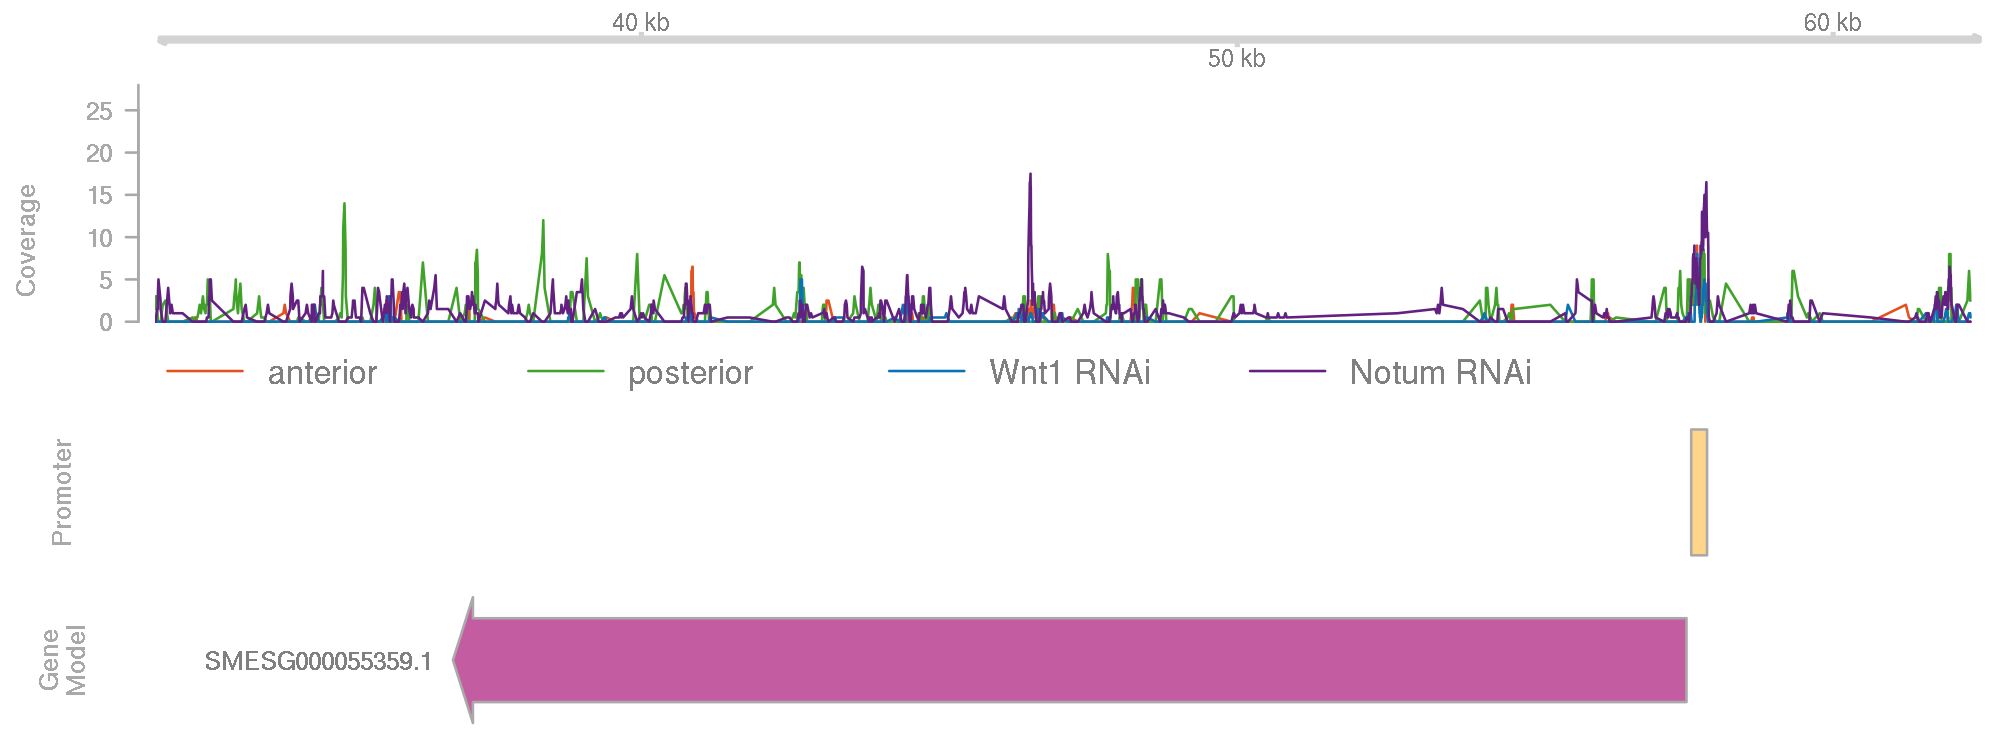 40 kb
60 kb
50 kb
Coverage
25
20
15
10
5
0
anterior posterior Wnt1 RNAi Notum RNAi
Promoter
Gene
Model
SMESG000055359.1